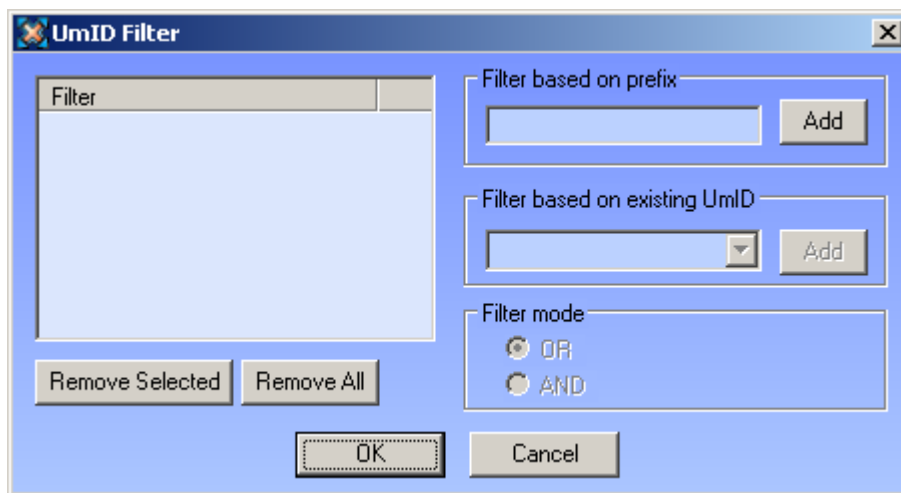 UmID Filter
Filter
Filter based on prefix
Add
Filter based on existing UmID
Add
Filter mode
OR
AND
Remove Selected
Remove All
OK
Cancel